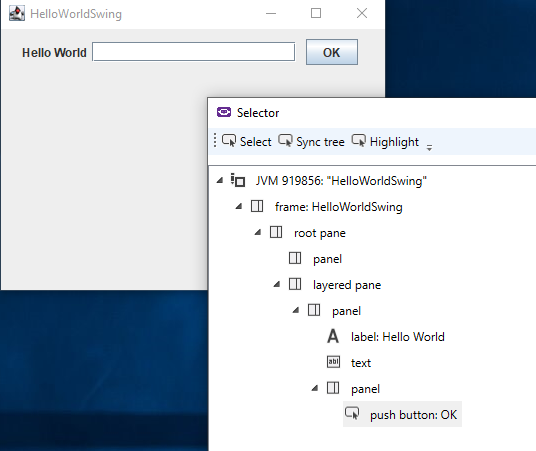 HelloWorldSwing
Hello World
OK
Selector
Select Sync tree Highlight
JVM 919856: "HelloWorldSwing"
frame: HelloWorldSwing
root pane
panel
layered pane
panel
label: Hello World
text
panel
push button: OK